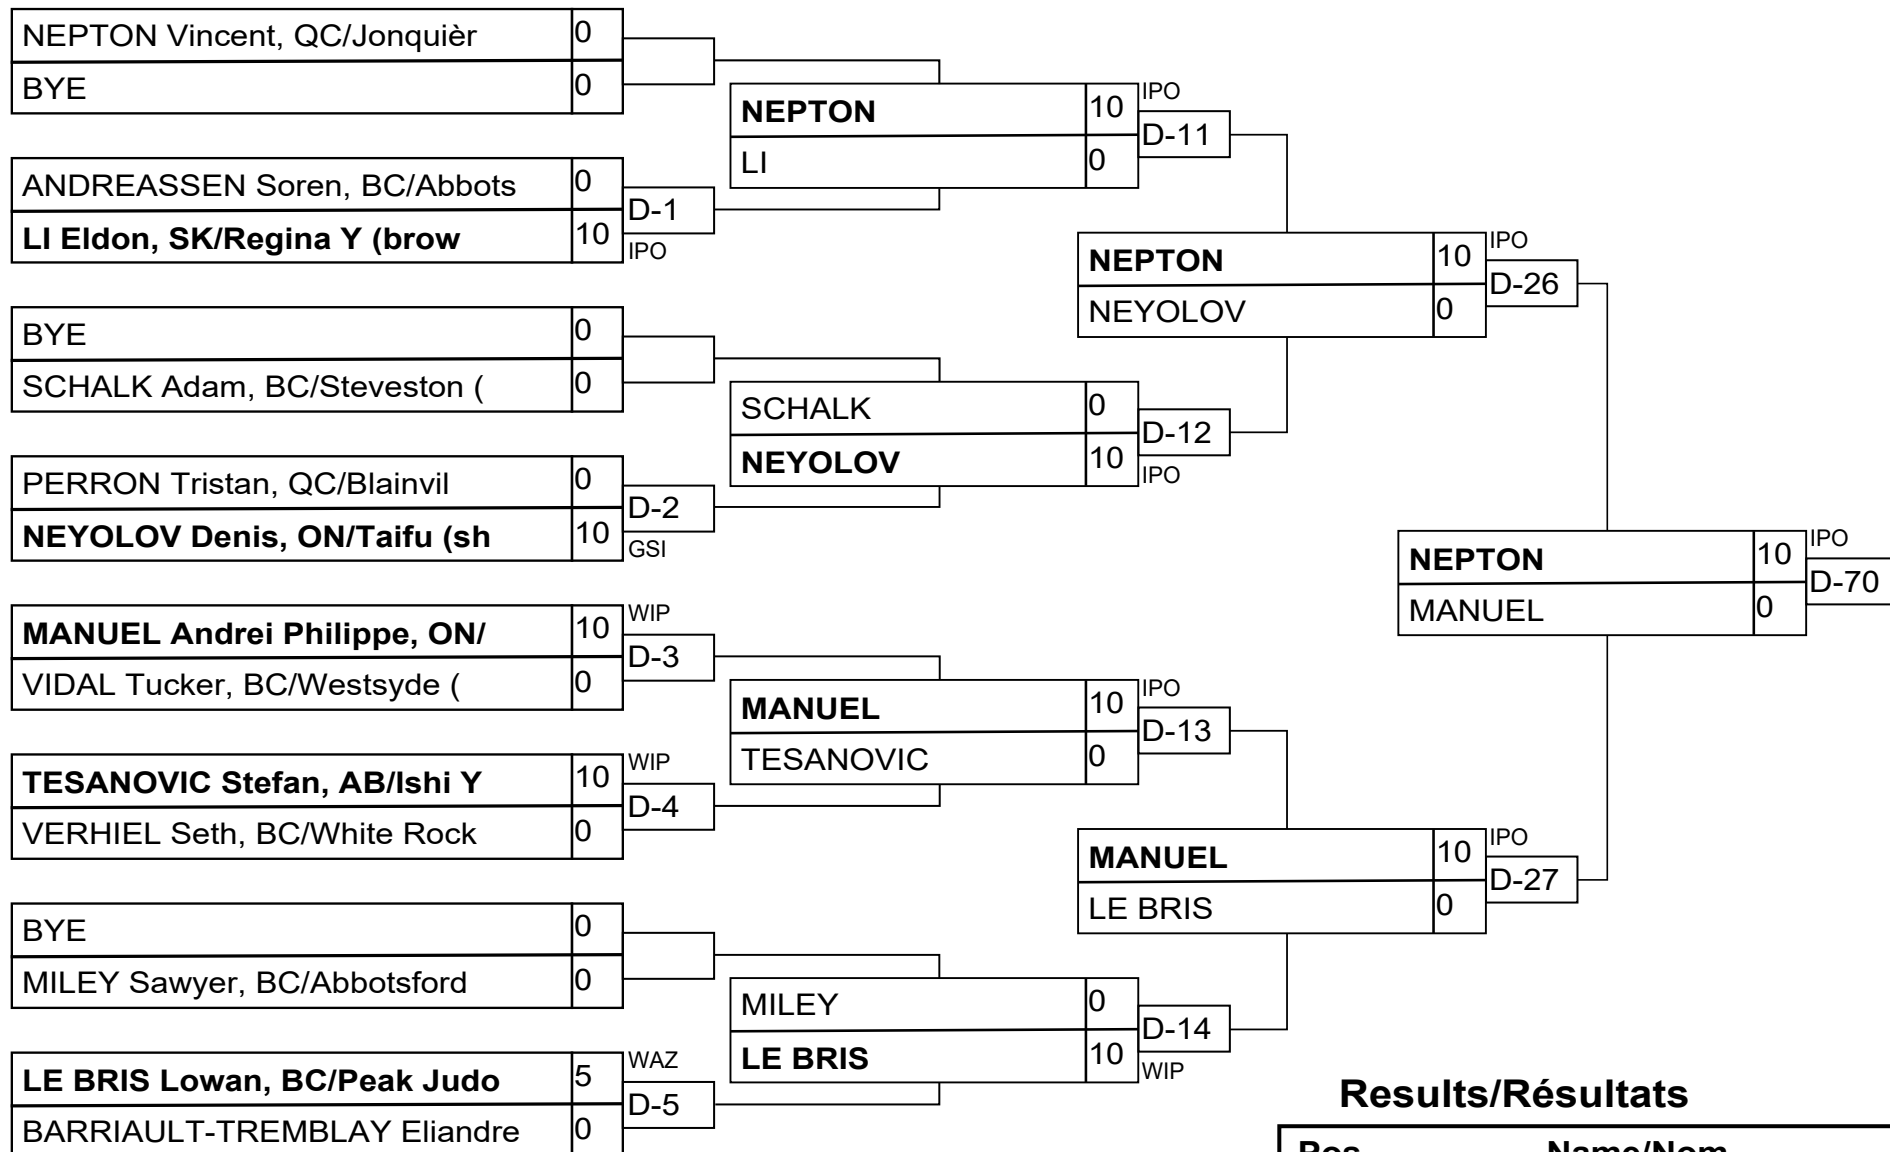 NEPTON Vincent, QC/Jonquièr 0
BYE 0
ANDREASSEN Soren, BC/Abbots 0
LI Eldon, SK/Regina Y (brow 10
D-1
IPO
BYE 0
SCHALK Adam, BC/Steveston ( 0
PERRON Tristan, QC/Blainvil 0
NEYOLOV Denis, ON/Taifu (sh 10
D-2
GSI
MANUEL Andrei Philippe, ON/ 10
VIDAL Tucker, BC/Westsyde ( 0
WIP
D-3
TESANOVIC Stefan, AB/Ishi Y 10
VERHIEL Seth, BC/White Rock 0
WIP
D-4
BYE 0
MILEY Sawyer, BC/Abbotsford 0
LE BRIS Lowan, BC/Peak Judo 5
BARRIAULT-TREMBLAY Eliandre 0
WAZ
D-5
NEPTON 10
LI 0
IPO
D-11
SCHALK 0
NEYOLOV 10
D-12
IPO
MANUEL 10
TESANOVIC 0
IPO
D-13
MILEY 0
LE BRIS 10
D-14
WIP
NEPTON 10
NEYOLOV 0
IPO
D-26
MANUEL 10
LE BRIS 0
IPO
D-27
NEPTON 10
MANUEL 0
IPO
D-70
Results/Résultats
Pos Name/Nom